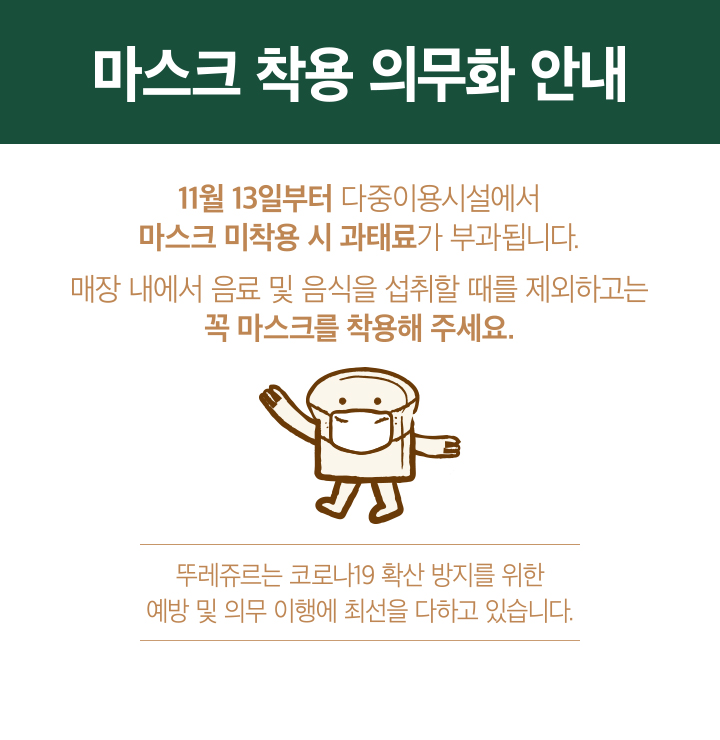 마스크 착용 의무화 안내
11월 13일부터 다중이용시설에서
마스크 미착용 시 과태료가 부과됩니다.
매장 내에서 음료 및 음식을 섭취할 때를 제외하고는
꼭 마스크를 착용해 주세요.
뚜레쥬르는 코로나19 확산 방지를 위한
예방 및 의무 이행에 최선을 다하고 있습니다.